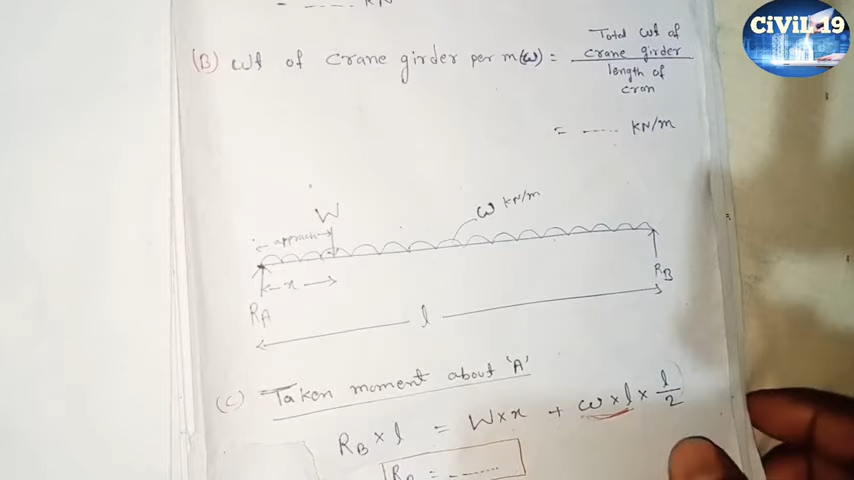 = ...... KN
CiViL 19
(B) Wt of crane girder per m(ω) = Total wt of crane girder / length of cran
= ...... KN/m
W
ω KN/m
approach
x
RA
RB
l
(C) Taken moment about 'A'
RB × l = W×x + ω × l × l/2
= ........